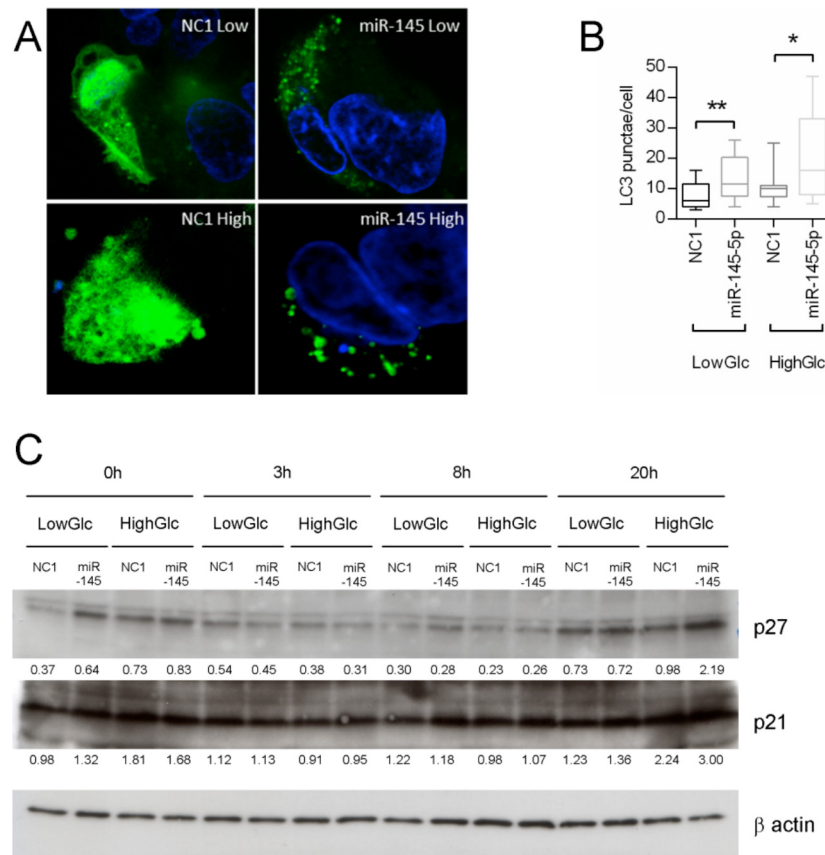 A
NC1 Low
miR-145 Low
NC1 High
miR-145 High
B
LC3 punctae/cell
50
40
30
20
10
0
**
*
NC1
miR-145-5p
NC1
miR-145-5p
LowGlc
HighGlc
C
0h 3h 8h 20h
LowGlc HighGlc LowGlc HighGlc LowGlc HighGlc LowGlc HighGlc
NC1 miR NC1 miR NC1 miR NC1 miR NC1 miR NC1 miR NC1 miR NC1 miR
-145 -145 -145 -145 -145 -145 -145 -145
p27
0.37 0.64 0.73 0.83 0.54 0.45 0.38 0.31 0.30 0.28 0.23 0.26 0.73 0.72 0.98 2.19
p21
0.98 1.32 1.81 1.68 1.12 1.13 0.91 0.95 1.22 1.18 0.98 1.07 1.23 1.36 2.24 3.00
β actin